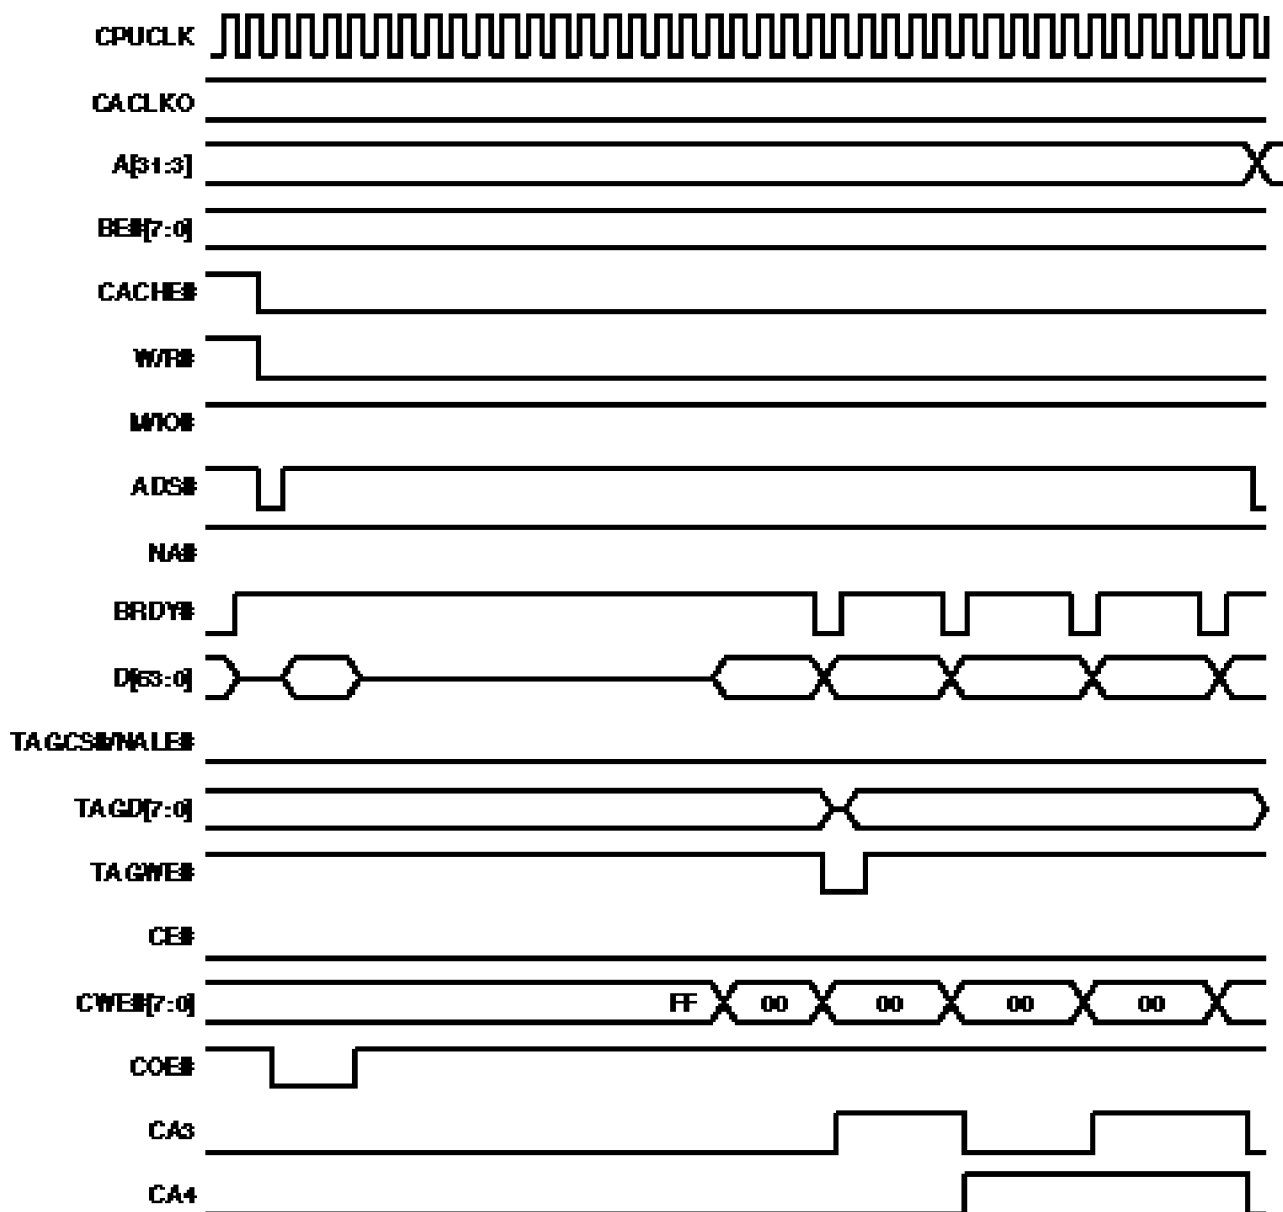 CPUCLK
CACLKO
A[31:3]
BE#[7:0]
CACHE#
W/R#
M/IO#
ADS#
NA#
BRDY#
D[63:0]
TAGCS#/NALE#
TAGD[7:0]
TAGWE#
CE#
CWE#[7:0] FF 00 00 00 00
COE#
CA3
CA4